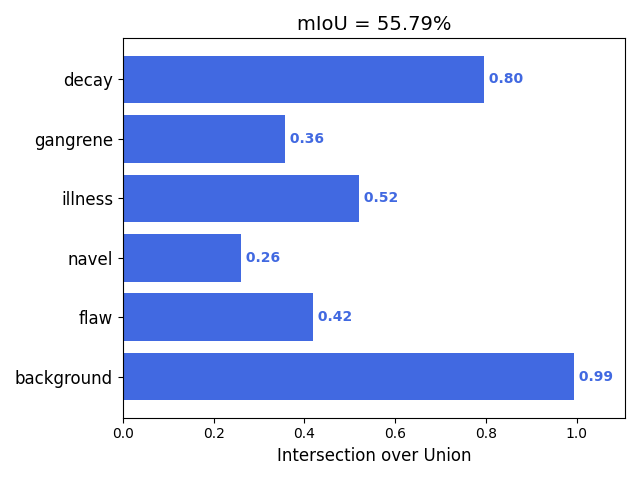 mIoU = 55.79%
decay
0.80
gangrene
0.36
illness
0.52
navel
0.26
flaw
0.42
background
0.99
0.0 0.2 0.4 0.6 0.8 1.0
Intersection over Union